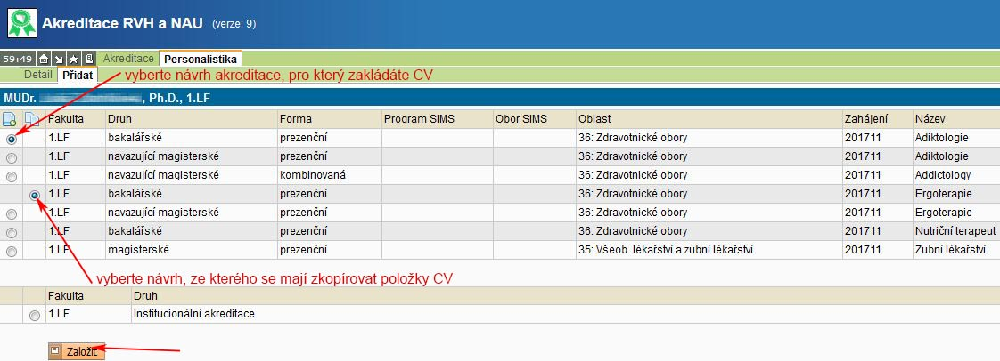 Akreditace RVH a NAU (verze: 9)
59:49 Akreditace Personalistika
Detail Přidat vyberte návrh akreditace, pro který zakládáte CV
MUDr. , Ph.D., 1.LF
Fakulta Druh Forma Program SIMS Obor SIMS Oblast Zahájení Název
1.LF bakalářské prezenční 36: Zdravotnické obory 201711 Adiktologie
1.LF navazující magisterské prezenční 36: Zdravotnické obory 201711 Adiktologie
1.LF navazující magisterské kombinovaná 36: Zdravotnické obory 201711 Addictology
1.LF bakalářské prezenční 36: Zdravotnické obory 201711 Ergoterapie
1.LF navazující magisterské prezenční 36: Zdravotnické obory 201711 Ergoterapie
1.LF bakalářské prezenční 36: Zdravotnické obory 201711 Nutriční terapeut
1.LF magisterské prezenční 35: Všeob. lékařství a zubní lékařství 201711 Zubní lékařství
vyberte návrh, ze kterého se mají zkopírovat položky CV
Fakulta Druh
1.LF Institucionální akreditace
Založit